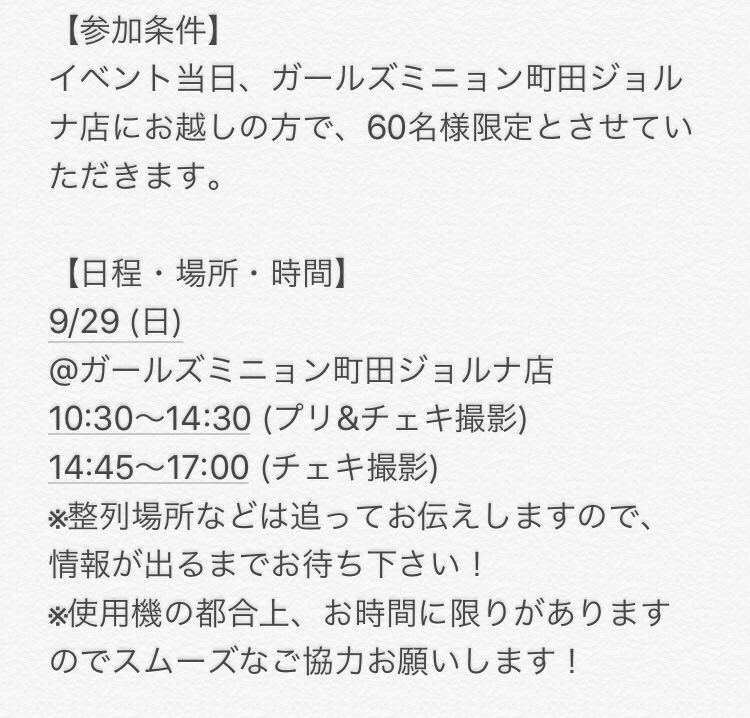 【参加条件】
イベント当日、ガールズミニョン町田ジョル
ナ店にお越しの方で、60名様限定とさせてい
ただきます。
【日程・場所・時間】
9/29 (日)
@ガールズミニョン町田ジョルナ店
10:30〜14:30 (プリ&チェキ撮影)
14:45〜17:00 (チェキ撮影)
※整列場所などは追ってお伝えしますので、
情報が出るまでお待ち下さい！
※使用機の都合上、お時間に限りがあります
のでスムーズなご協力お願いします！